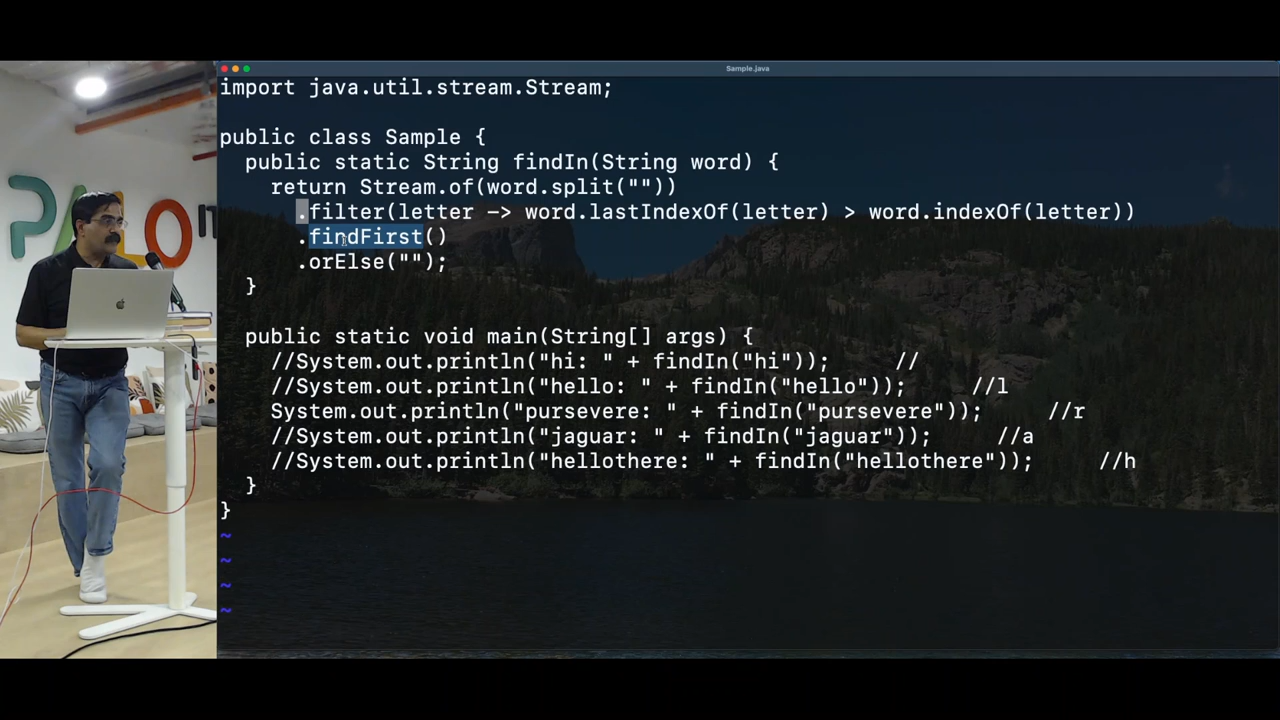 Sample.java
import java.util.stream.Stream;
public class Sample {
  public static String findIn(String word) {
    return Stream.of(word.split(""))
      .filter(letter -> word.lastIndexOf(letter) > word.indexOf(letter))
      .findFirst()
      .orElse("");
  }
  public static void main(String[] args) {
    //System.out.println("hi: " + findIn("hi"));     //
    //System.out.println("hello: " + findIn("hello"));     //l
    System.out.println("pursevere: " + findIn("pursevere"));     //r
    //System.out.println("jaguar: " + findIn("jaguar"));     //a
    //System.out.println("hellothere: " + findIn("hellothere"));     //h
  }
}
~
~
~
~
PALO IT